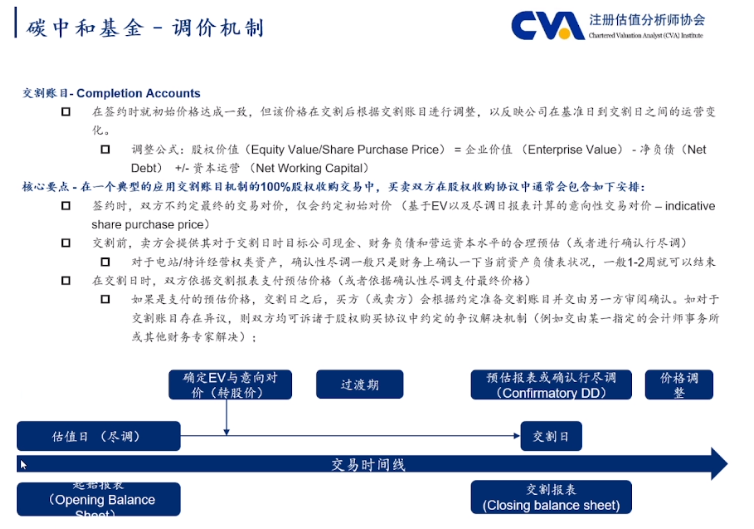 碳中和基金 - 调价机制
CVA 注册估值分析师协会
Chartered Valuation Analyst (CVA) Institute
交割账目- Completion Accounts
在签约时就初始价格达成一致，但该价格在交割后根据交割账目进行调整，以反映公司在基准日到交割日之间的运营变
化。
调整公式：股权价值（Equity Value/Share Purchase Price） = 企业价值 （Enterprise Value） - 净负债（Net
Debt） +/- 资本运营 （Net Working Capital）
核心要点 - 在一个典型的应用交割账目机制的100%股权收购交易中，买卖双方在股权收购协议中通常会包含如下安排：
签约时，双方不约定最终的交易对价，仅会约定初始对价 （基于EV以及尽调日报表计算的意向性交易对价 – indicative
share purchase price）
交割前，卖方会提供其对于交割日时目标公司现金、财务负债和营运资本水平的合理预估（或者进行确认行尽调）
对于电站/特许经营权类资产，确认性尽调一般只是财务上确认一下当前资产负债表状况，一般1-2周就可以结束
在交割日时，双方依据交割报表支付预估价格（或者依据确认性尽调支付最终价格）
如果是支付的预估价格，交割日之后，买方（或卖方）会根据约定准备交割账目并交由另一方审阅确认。如对于
交割账目存在异议，则双方均可诉诸于股权购买协议中约定的争议解决机制（例如交由某一指定的会计师事务所
或其他财务专家解决）；
确定EV与意向对
价（转股价）
过渡期
预估报表或确认行尽调
（Confirmatory DD）
价格调
整
估值日 （尽调）
交割日
交易时间线
起始报表
（Opening Balance
Sheet）
交割报表
(Closing balance sheet)